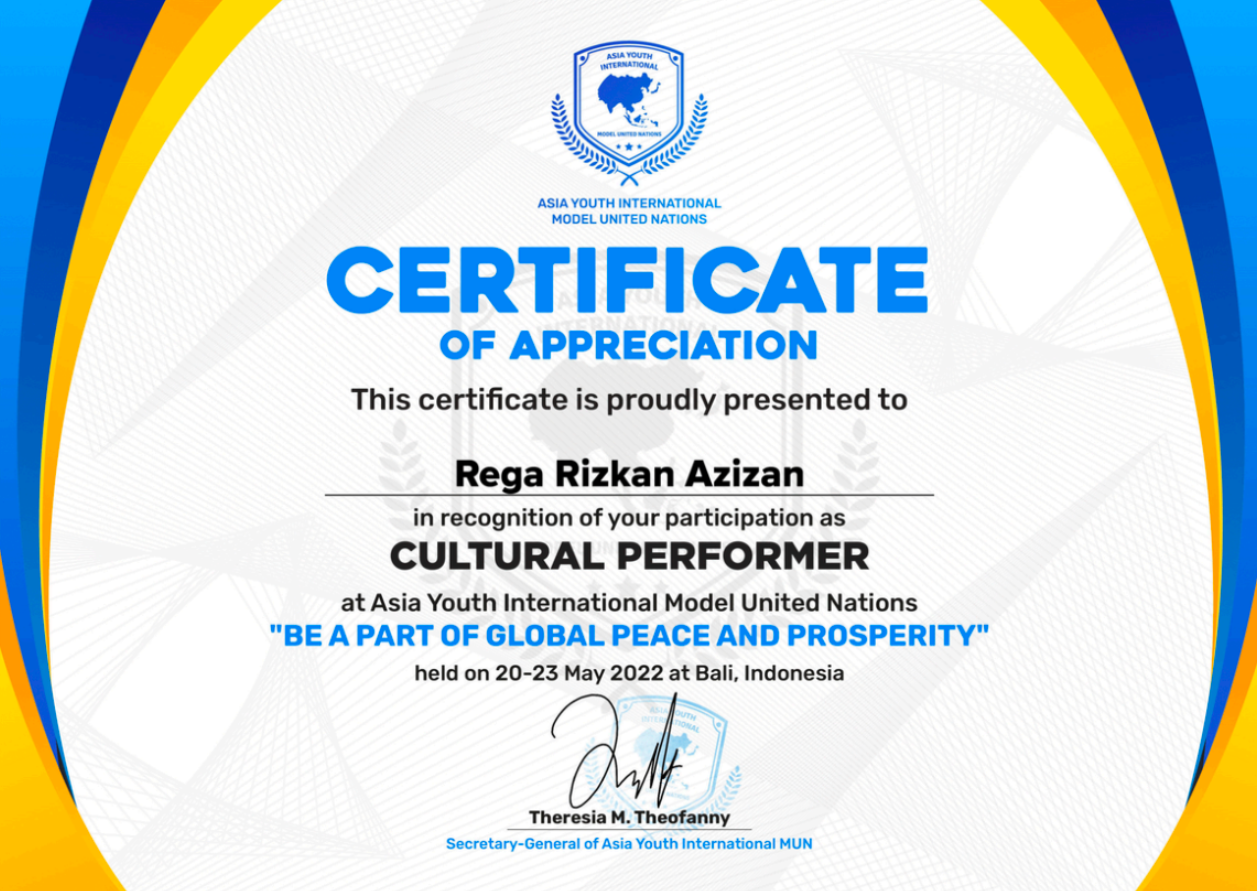 ASIA YOUTH
INTERNATIONAL
MODEL UNITED NATIONS
ASIA YOUTH INTERNATIONAL
MODEL UNITED NATIONS
CERTIFICATE
OF APPRECIATION
This certificate is proudly presented to
Rega Rizkan Azizan
in recognition of your participation as
CULTURAL PERFORMER
at Asia Youth International Model United Nations
"BE A PART OF GLOBAL PEACE AND PROSPERITY"
held on 20-23 May 2022 at Bali, Indonesia
ASIA YOUTH
INTERNATIONAL
Theresia M. Theofanny
Secretary-General of Asia Youth International MUN